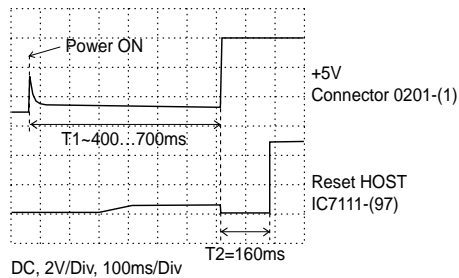 Power ON
+5V
Connector 0201-(1)
T1~400...700ms
Reset HOST
IC7111-(97)
T2=160ms
DC, 2V/Div, 100ms/Div